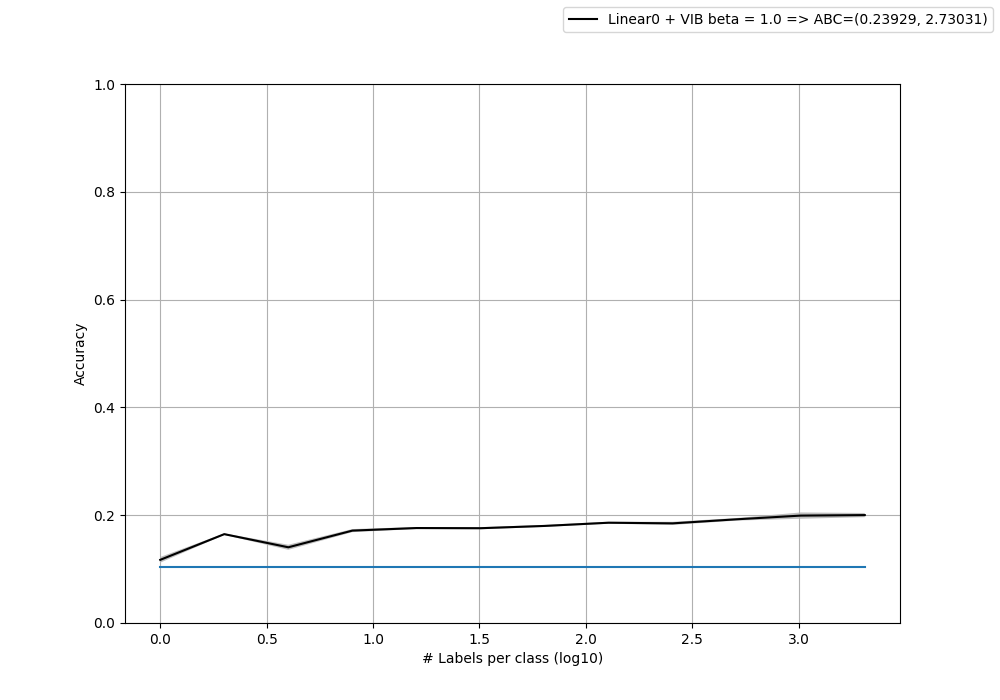 Linear0 + VIB beta = 1.0 => ABC=(0.23929, 2.73031)
1.0
0.8
0.6
0.4
0.2
0.0
Accuracy
0.0 0.5 1.0 1.5 2.0 2.5 3.0
# Labels per class (log10)